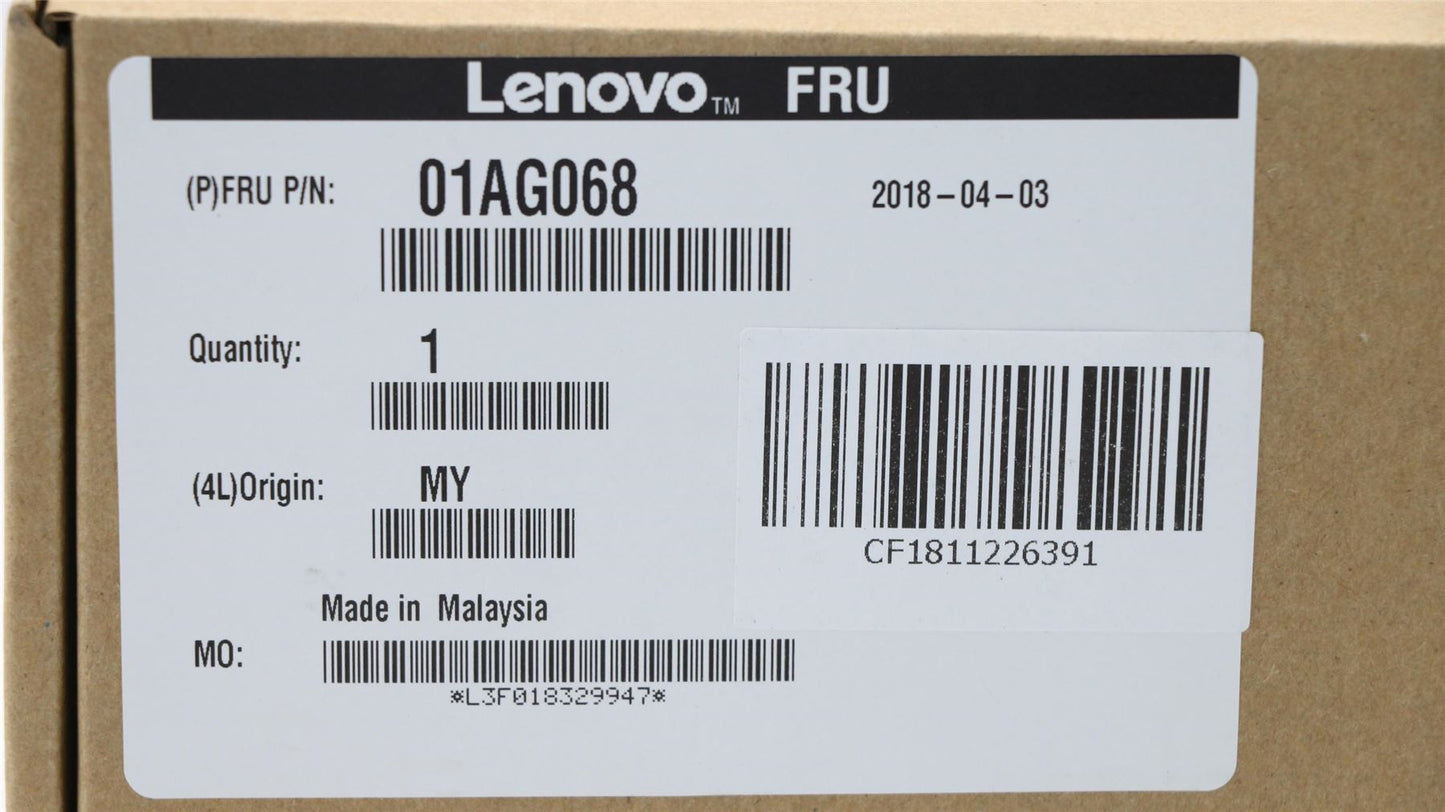 Lenovo™ FRU
(P)FRU P/N: 01AG068 2018-04-03
Quantity: 1
(4L)Origin: MY
CF1811226391
Made in Malaysia
MO:
*L3F018329947*